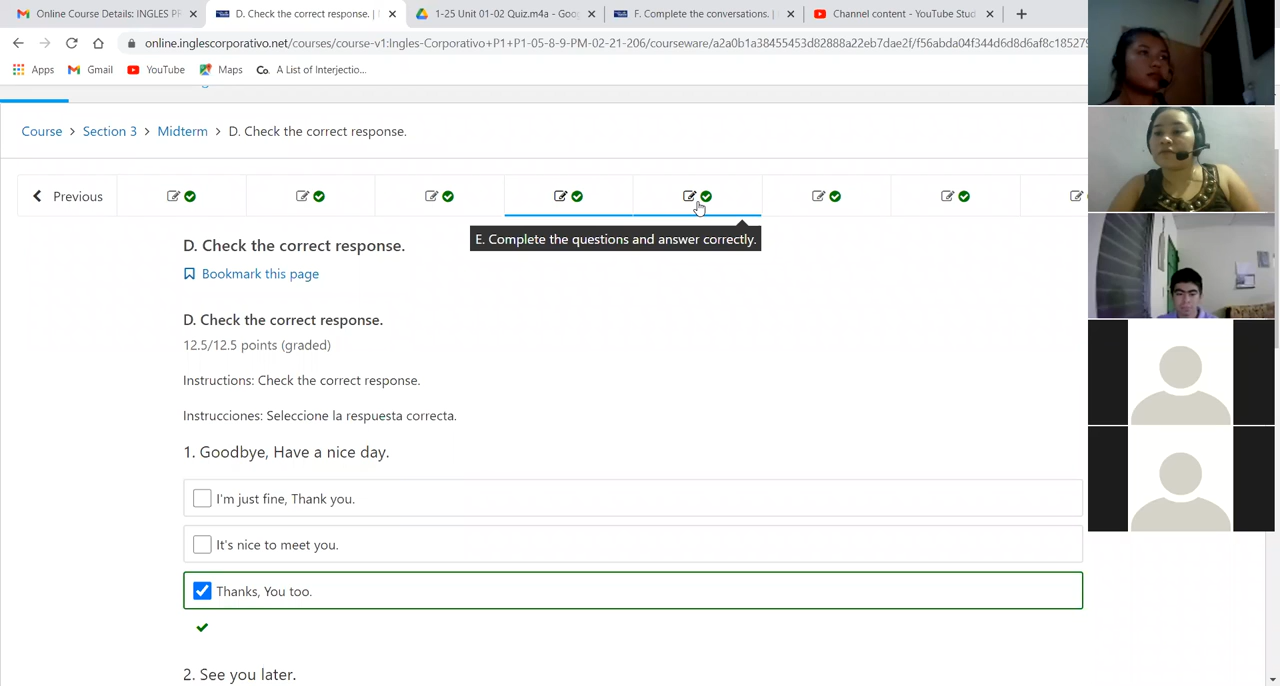 Online Course Details: INGLES PR
D. Check the correct response. |
1-25 Unit 01-02 Quiz.m4a - Goo
F. Complete the conversations. |
Channel content - YouTube Stud
online.inglescorporativo.net/courses/course-v1:Ingles-Corporativo+P1+P1-05-8-9-PM-02-21-206/courseware/a2a0b1a38455453d82888a22eb7dae2f/f56abda04f344d6d8d6af8c185279
Apps Gmail YouTube Maps Co. A List of Interjectio...
Course > Section 3 > Midterm > D. Check the correct response.
Previous
E. Complete the questions and answer correctly.
D. Check the correct response.
Bookmark this page
D. Check the correct response.
12.5/12.5 points (graded)
Instructions: Check the correct response.
Instrucciones: Seleccione la respuesta correcta.
1. Goodbye, Have a nice day.
I'm just fine, Thank you.
It's nice to meet you.
Thanks, You too.
2. See you later.